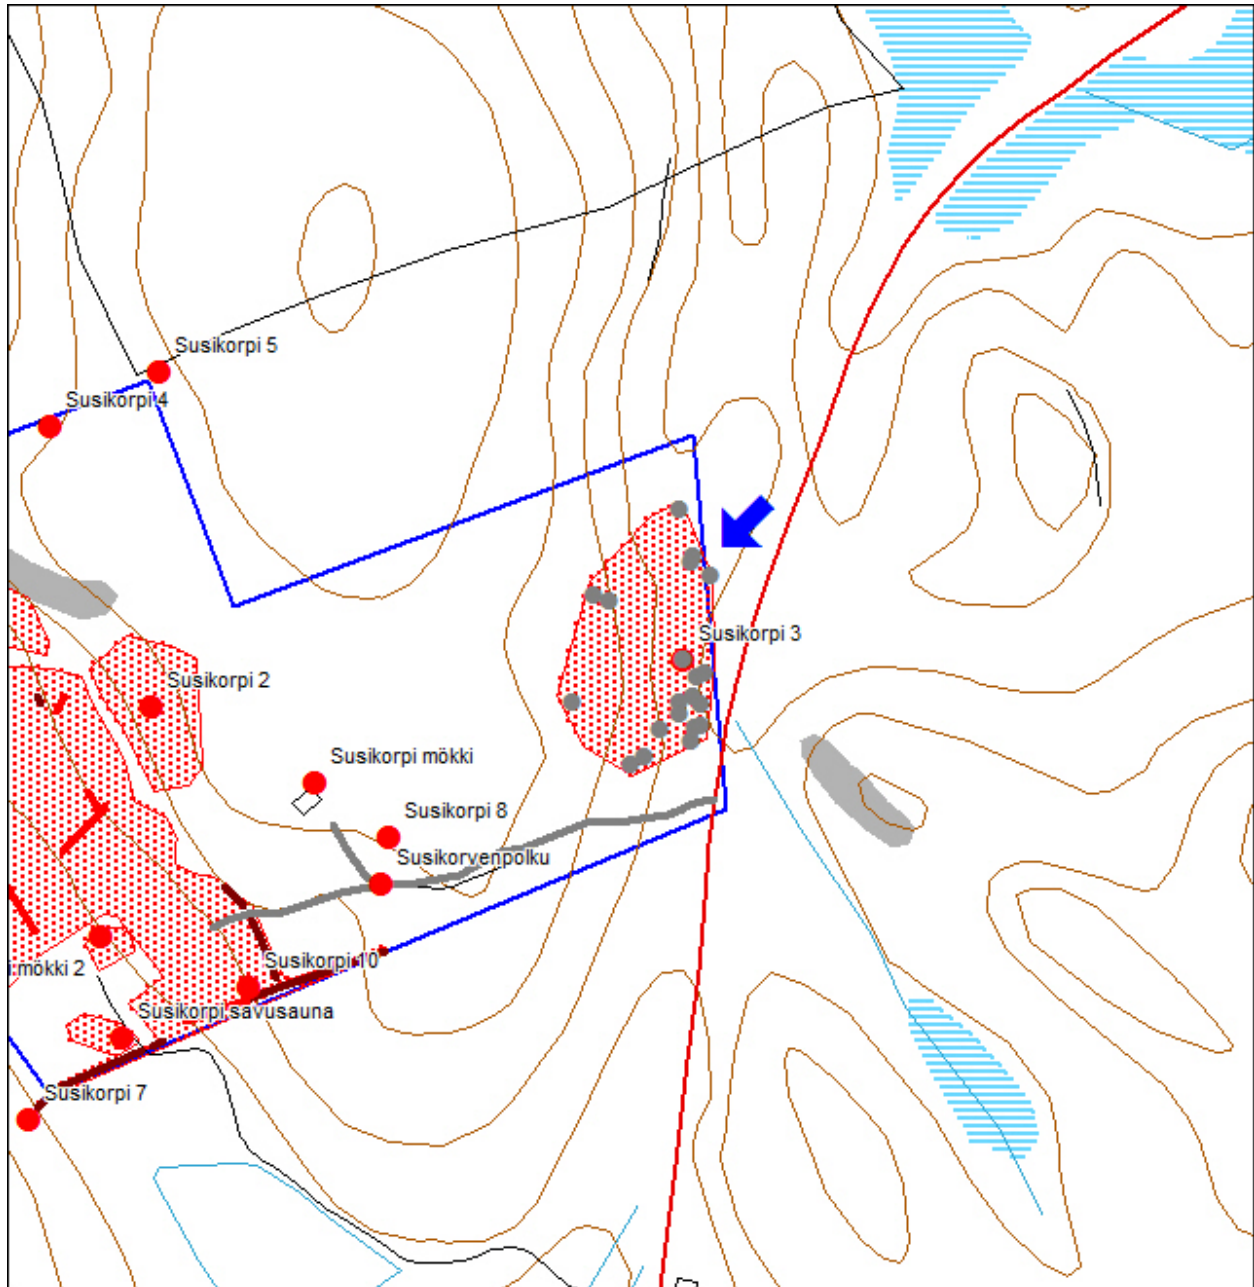 Susikorpi 5
Susikorpi 4
Susikorpi 3
Susikorpi 2
Susikorpi mökki
Susikorpi 8
Susikorvenpolku
Susikorpi 10
i mökki 2
Susikorpi savusauna
Susikorpi 7